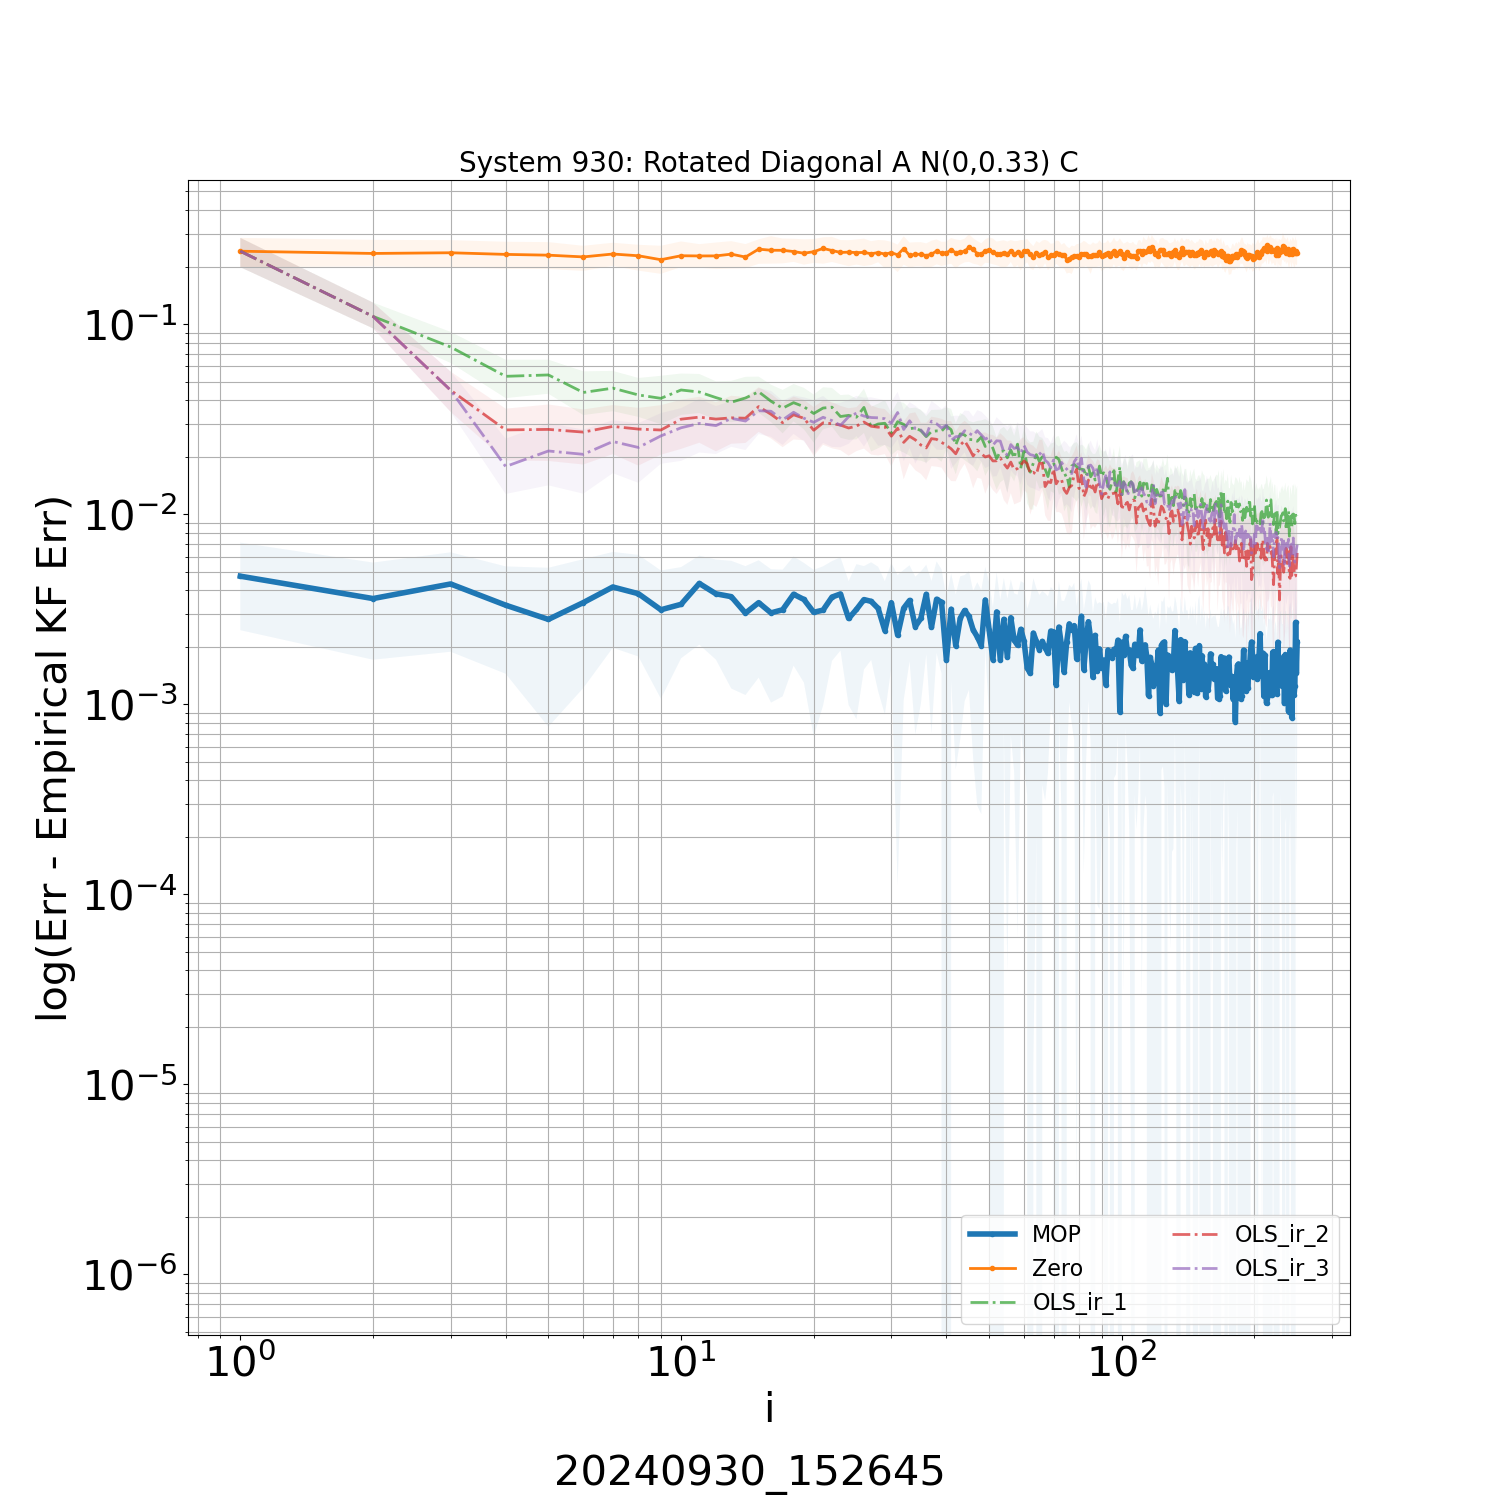 System 930: Rotated Diagonal A N(0,0.33) C
log(Err - Empirical KF Err)
10⁻¹
10⁻²
10⁻³
10⁻⁴
10⁻⁵
10⁻⁶
MOP
Zero
OLS_ir_1
OLS_ir_2
OLS_ir_3
10⁰ 10¹ 10²
i
20240930_152645